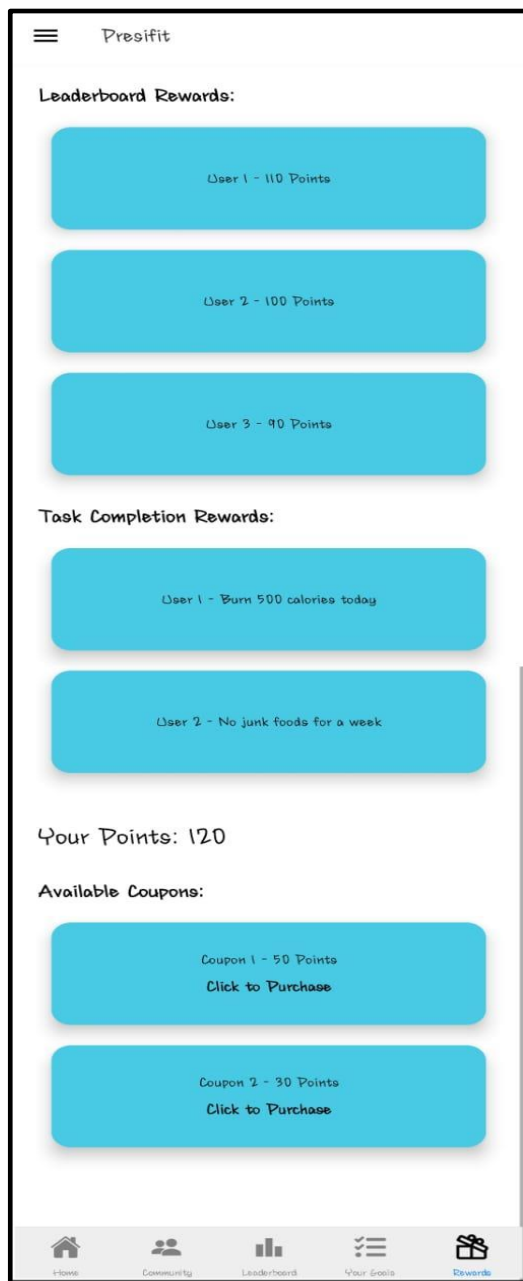 Presifit
Leaderboard Rewards:
User 1 - 110 Points
User 2 - 100 Points
User 3 - 90 Points
Task Completion Rewards:
User 1 - Burn 500 calories today
User 2 - No junk foods for a week
Your Points: 120
Available Coupons:
Coupon 1 - 50 Points
Click to Purchase
Coupon 2 - 30 Points
Click to Purchase
Home Community Leaderboard Your Goals Rewards